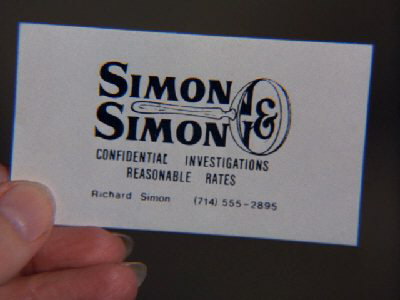 SIMON &
SIMON
CONFIDENTIAL INVESTIGATIONS
REASONABLE RATES
Richard Simon (714) 555-2895